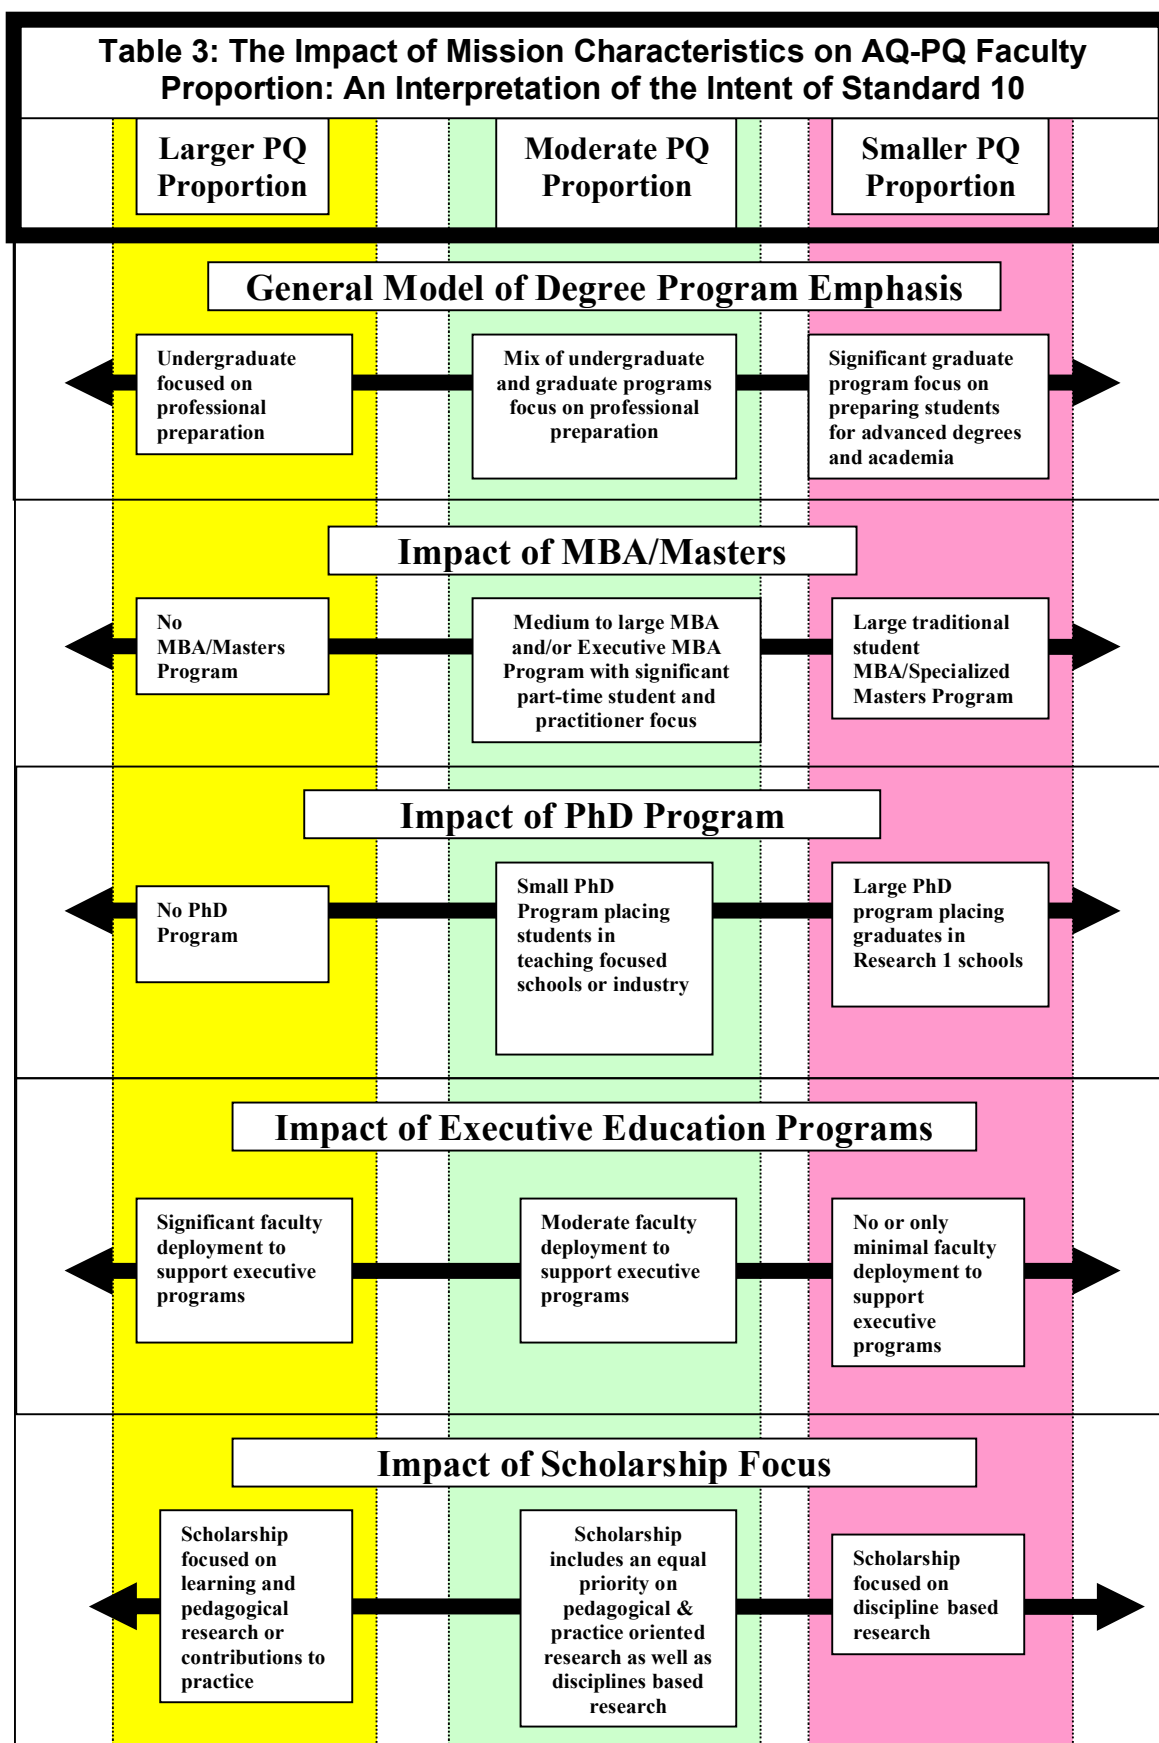 Table 3: The Impact of Mission Characteristics on AQ-PQ Faculty
Proportion: An Interpretation of the Intent of Standard 10
Larger PQ
Proportion
Moderate PQ
Proportion
Smaller PQ
Proportion
General Model of Degree Program Emphasis
Undergraduate
focused on
professional
preparation
Mix of undergraduate
and graduate programs
focus on professional
preparation
Significant graduate
program focus on
preparing students
for advanced degrees
and academia
Impact of MBA/Masters
No
MBA/Masters
Program
Medium to large MBA
and/or Executive MBA
Program with significant
part-time student and
practitioner focus
Large traditional
student
MBA/Specialized
Masters Program
Impact of PhD Program
No PhD
Program
Small PhD
Program placing
students in
teaching focused
schools or industry
Large PhD
program placing
graduates in
Research 1 schools
Impact of Executive Education Programs
Significant faculty
deployment to
support executive
programs
Moderate faculty
deployment to
support executive
programs
No or only
minimal faculty
deployment to
support
executive
programs
Impact of Scholarship Focus
Scholarship
focused on
learning and
pedagogical
research or
contributions to
practice
Scholarship
includes an equal
priority on
pedagogical &
practice oriented
research as well as
disciplines based
research
Scholarship
focused on
discipline based
research